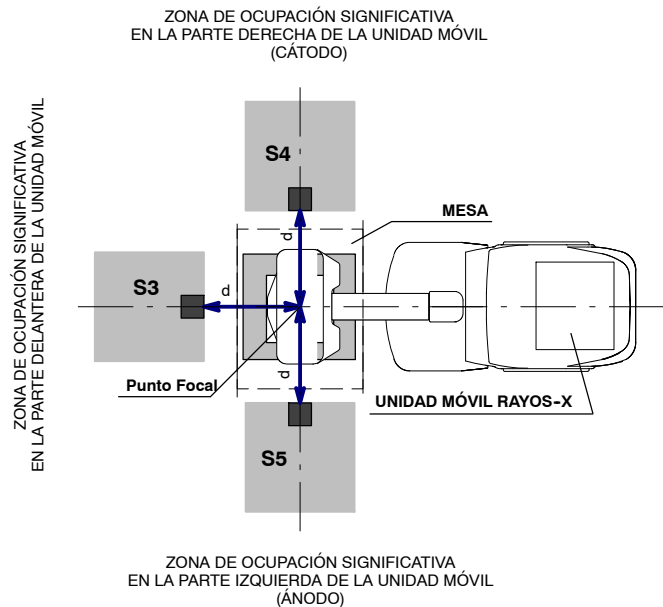 ZONA DE OCUPACIÓN SIGNIFICATIVA
EN LA PARTE DERECHA DE LA UNIDAD MÓVIL
(CÁTODO)
ZONA DE OCUPACIÓN SIGNIFICATIVA
EN LA PARTE DELANTERA DE LA UNIDAD MÓVIL
S4
MESA
d
S3
d
Punto Focal
d
UNIDAD MÓVIL RAYOS-X
S5
ZONA DE OCUPACIÓN SIGNIFICATIVA
EN LA PARTE IZQUIERDA DE LA UNIDAD MÓVIL
(ÁNODO)